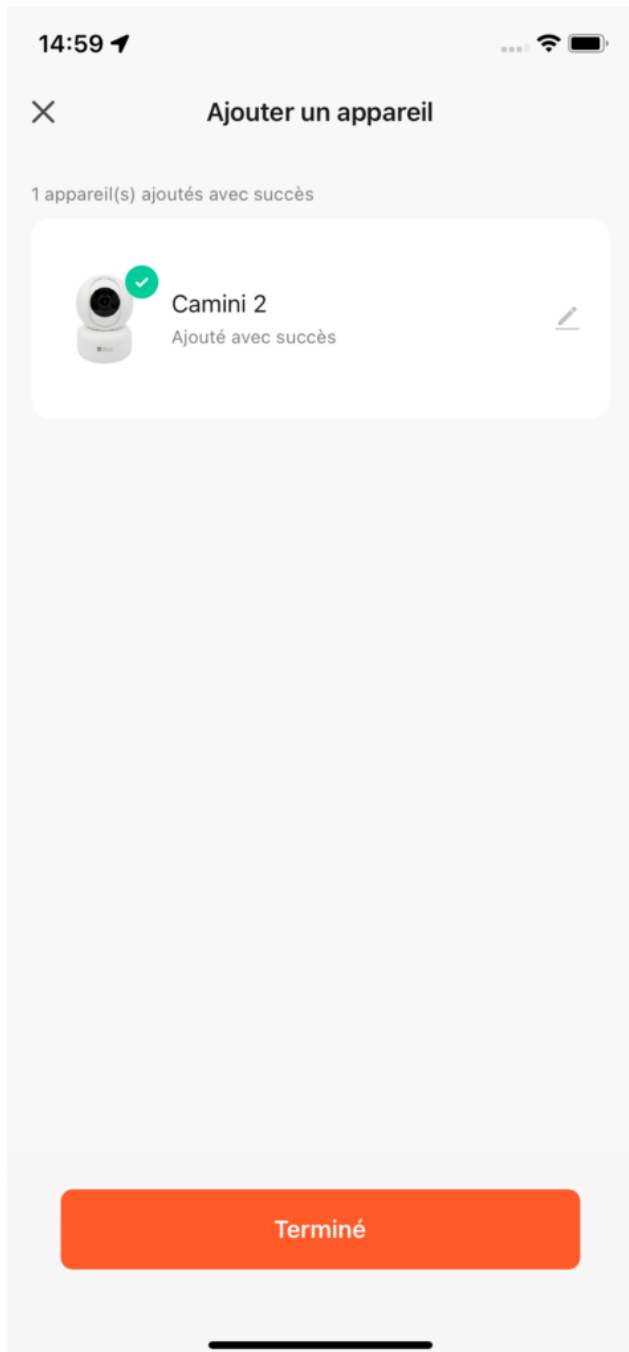 14:59
Ajouter un appareil
1 appareil(s) ajoutés avec succès
Camini 2
Ajouté avec succès
Terminé